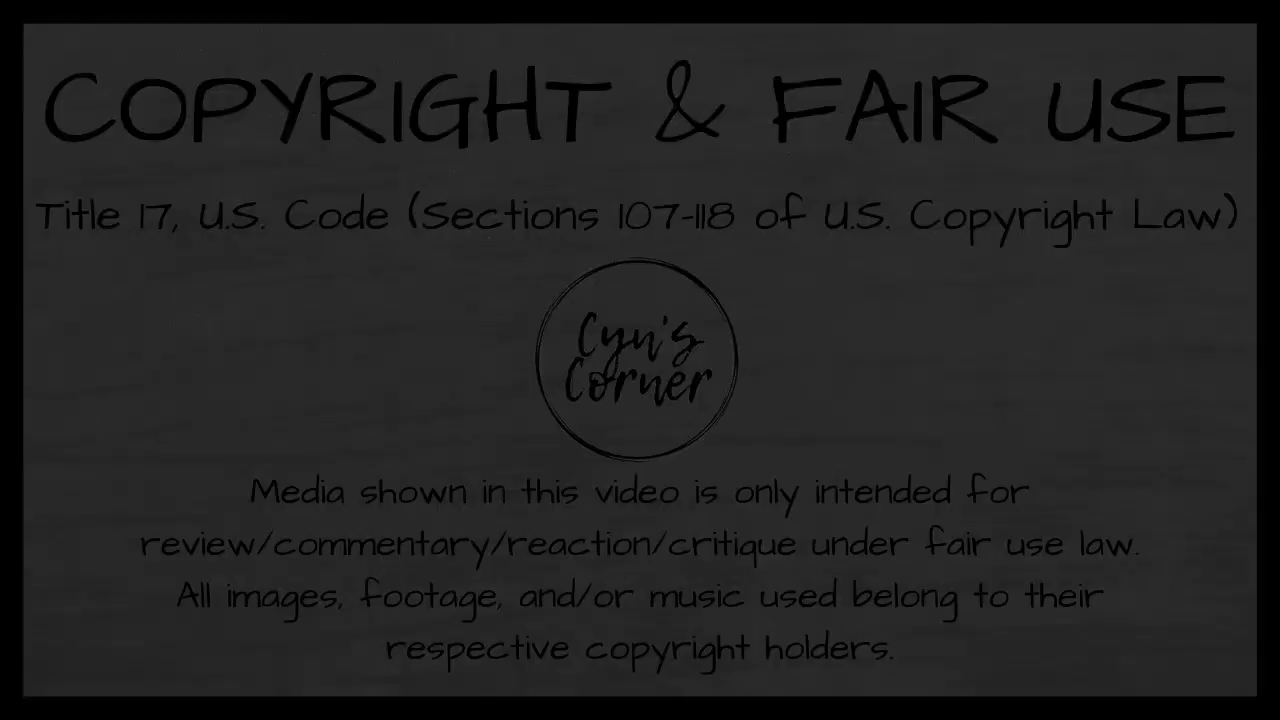 COPYRIGHT & FAIR USE
Title 17, U.S. Code (Sections 107-118 of U.S. Copyright Law)
Cyn's
Corner
Media shown in this video is only intended for
review/commentary/reaction/critique under fair use law.
All images, footage, and/or music used belong to their
respective copyright holders.